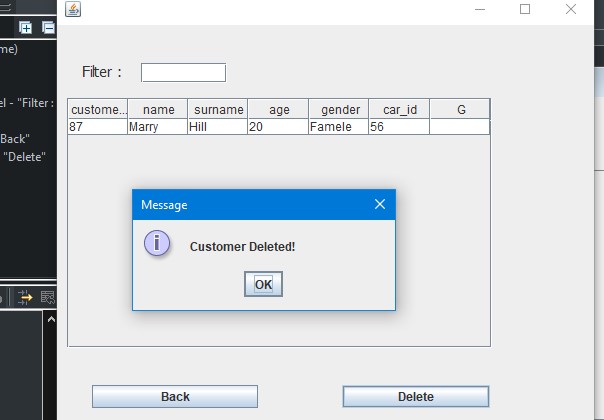 me)
Filter :
el - "Filter :
custome... name surname age gender car_id G
87 Marry Hill 20 Famele 56
Back"
"Delete"
Message
Customer Deleted!
OK
Back Delete